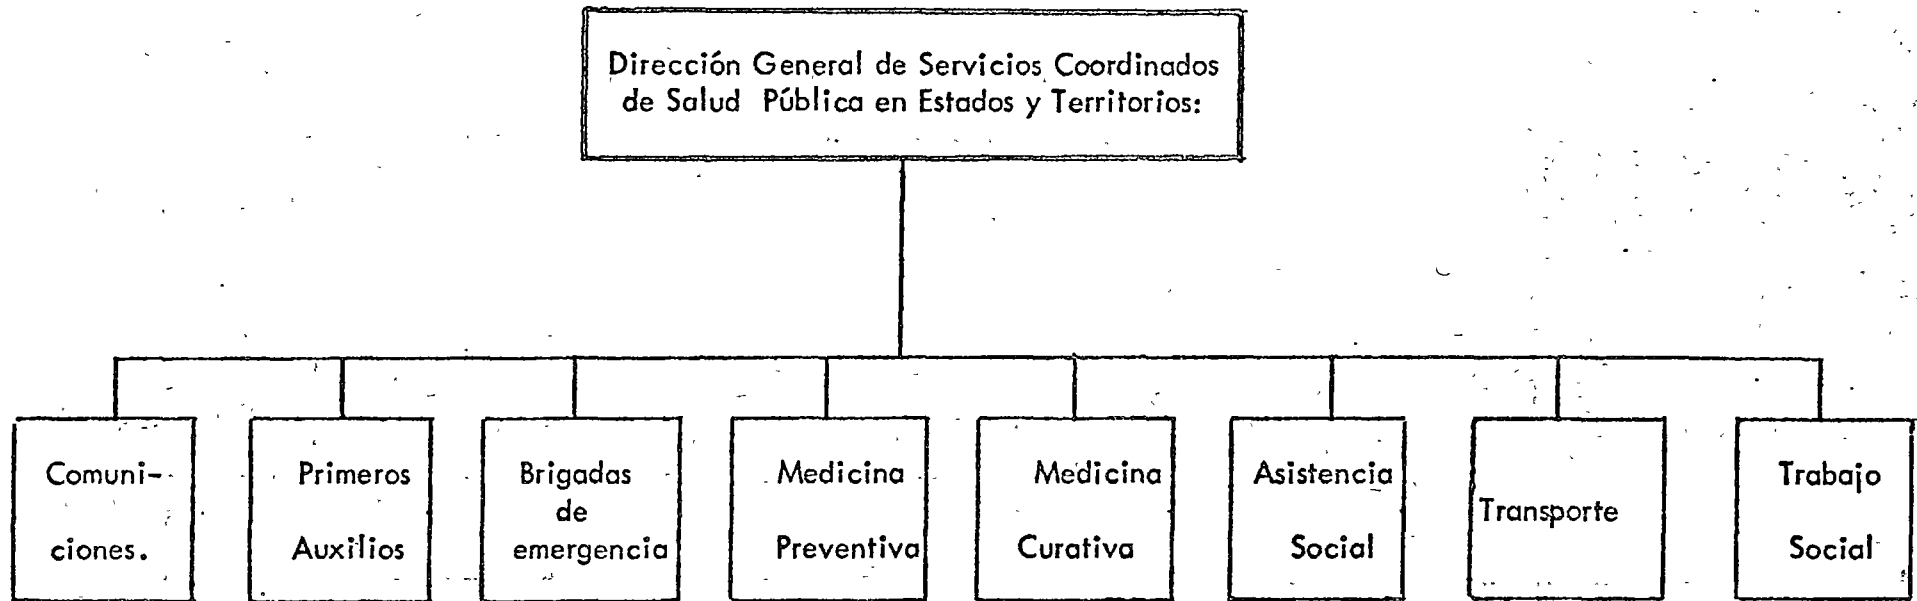 Dirección General de Servicios Coordinados
de Salud Pública en Estados y Territorios:
Comuni-
ciones.
Primeros
Auxilios
Brigadas
de
emergencia
Medicina
Preventiva
Medicina
Curativa
Asistencia
Social
Transporte
Trabajo
Social